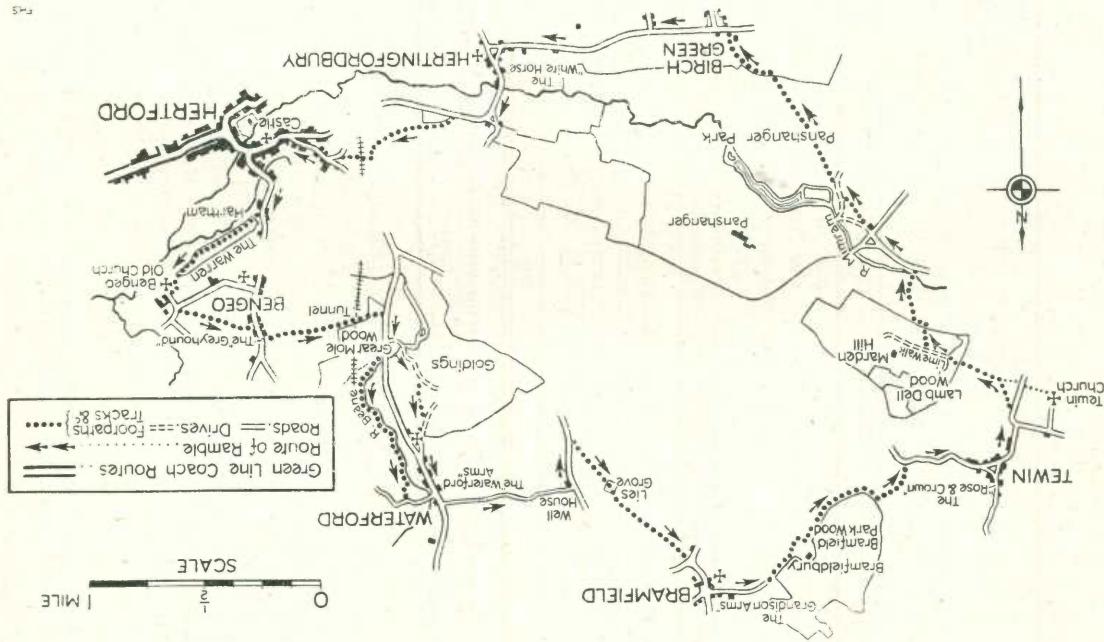 The
"Grandison Arms"
BRAMFIELD
Bramfieldbury
Bramfield
Park Wood
The
"Rose & Crown"
TEWIN
Tewin
Church
Lies
Grove
Well
House
"The Waterford
Arms"
WATERFORD
0 ½ 1 MILE
SCALE
Green Line Coach Routes ..
Route of Ramble
Roads.. Drives... Footpaths
Tracks &c
R. Beane
Goldings
Great Mole
Wood
Tunnel
"The Greyhound"
BENGEO
Bengeo
Old Church
The Warren
Hartham
Lamb Dell
Wood
Marden
Hill
Lime Walk
R. Mimram
Panshanger
N
Panshanger
Park
Castle
HERTFORD
BIRCH
GREEN
The
"White Horse"
HERTINGFORDBURY
FHS